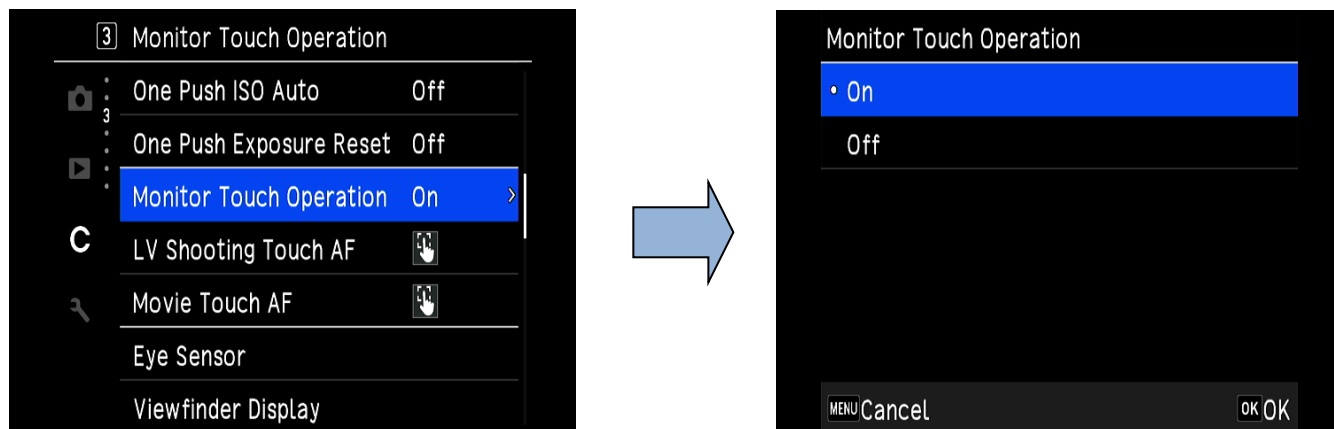 3 Monitor Touch Operation
One Push ISO Auto Off
3
One Push Exposure Reset Off
Monitor Touch Operation On >
C
LV Shooting Touch AF
Movie Touch AF
Eye Sensor
Viewfinder Display
Monitor Touch Operation
• On
Off
MENU Cancel OK OK